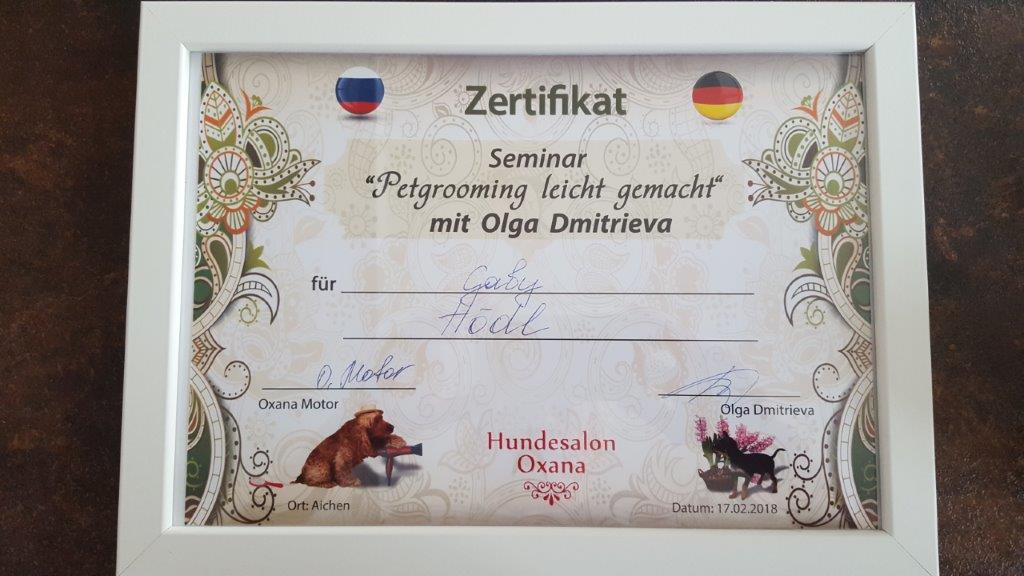 Zertifikat
Seminar
“Petgrooming leicht gemacht“
mit Olga Dmitrieva
für Gaby
Hödl
O. Motor
Oxana Motor
Olga Dmitrieva
Hundesalon
Oxana
Ort: Aichen
Datum: 17.02.2018